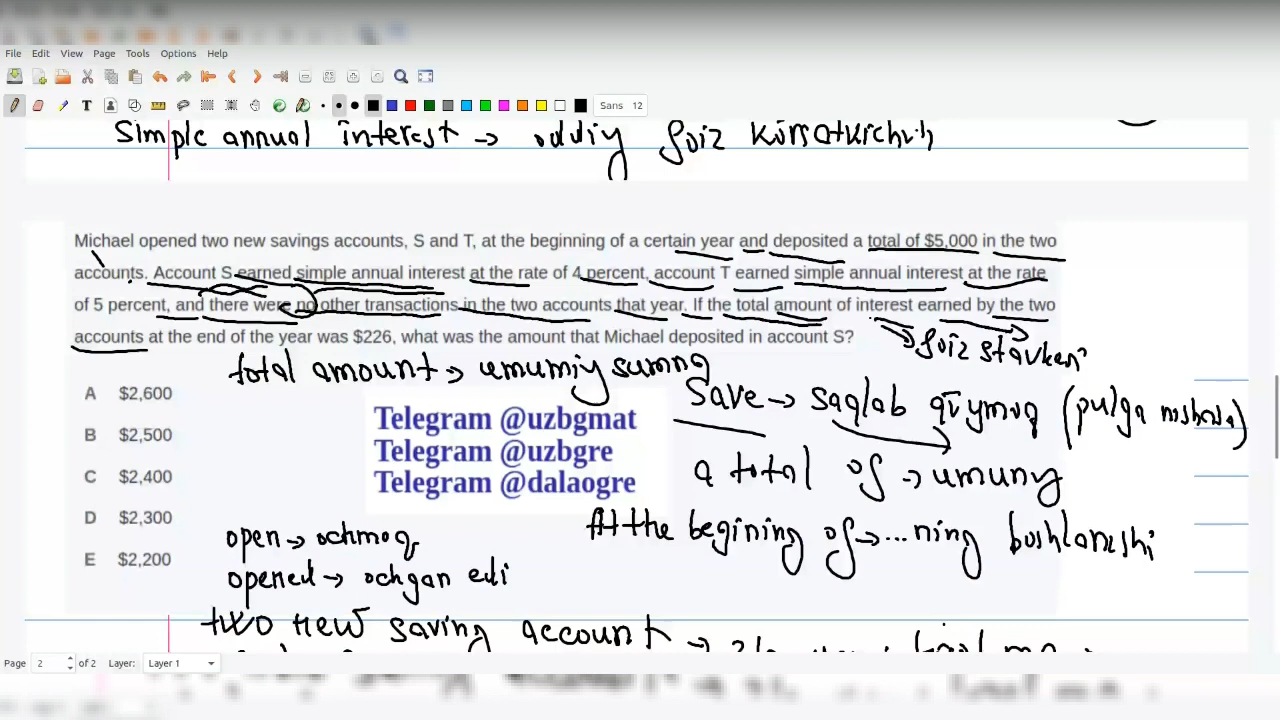 File Edit View Page Tools Options Help
Sans 12
Simple annual interest → oddiy foiz
Michael opened two new savings accounts, S and T, at the beginning of a certain year and deposited a total of $5,000 in the two
accounts. Account S earned simple annual interest at the rate of 4 percent, account T earned simple annual interest at the rate
of 5 percent, and there were no other transactions in the two accounts that year. If the total amount of interest earned by the two
accounts at the end of the year was $226, what was the amount that Michael deposited in account S?
→ foiz
total amount → umumiy summa
A $2,600
Save → saqlab qo'ymoq (pulga
Telegram @uzbgmat
B $2,500
Telegram @uzbgre
C $2,400
Telegram @dalaogre
a total of → umumiy
D $2,300
At the begining of → ...ning boshlanishi
open → ochmoq
E $2,200
opened → ochgan edi
two new saving account →
Page 2 of 2 Layer: Layer 1